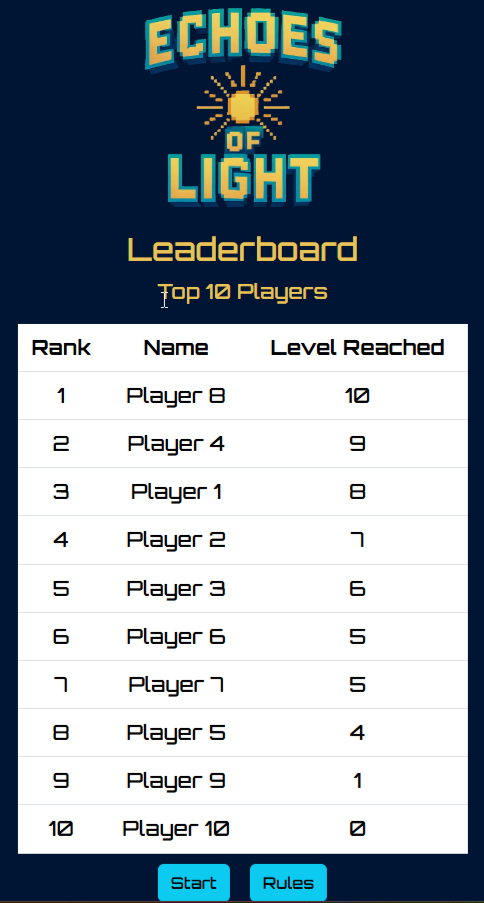 ECHOES
OF
LIGHT
Leaderboard
Top 10 Players
Rank Name Level Reached
1 Player 8 10
2 Player 4 9
3 Player 1 8
4 Player 2 7
5 Player 3 6
6 Player 6 5
7 Player 7 5
8 Player 5 4
9 Player 9 1
10 Player 10 0
Start Rules